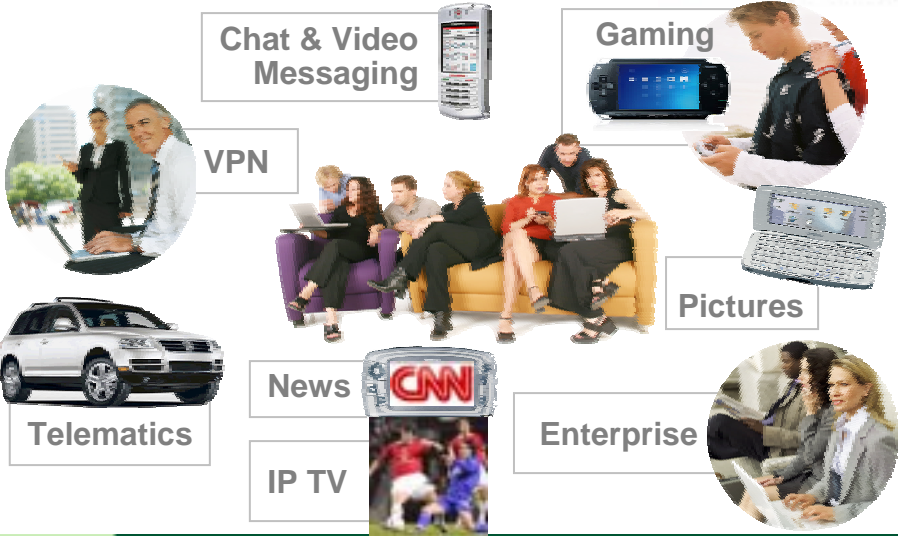 Chat & Video
Messaging
Gaming
VPN
Pictures
News
CNN
Telematics
Enterprise
IP TV